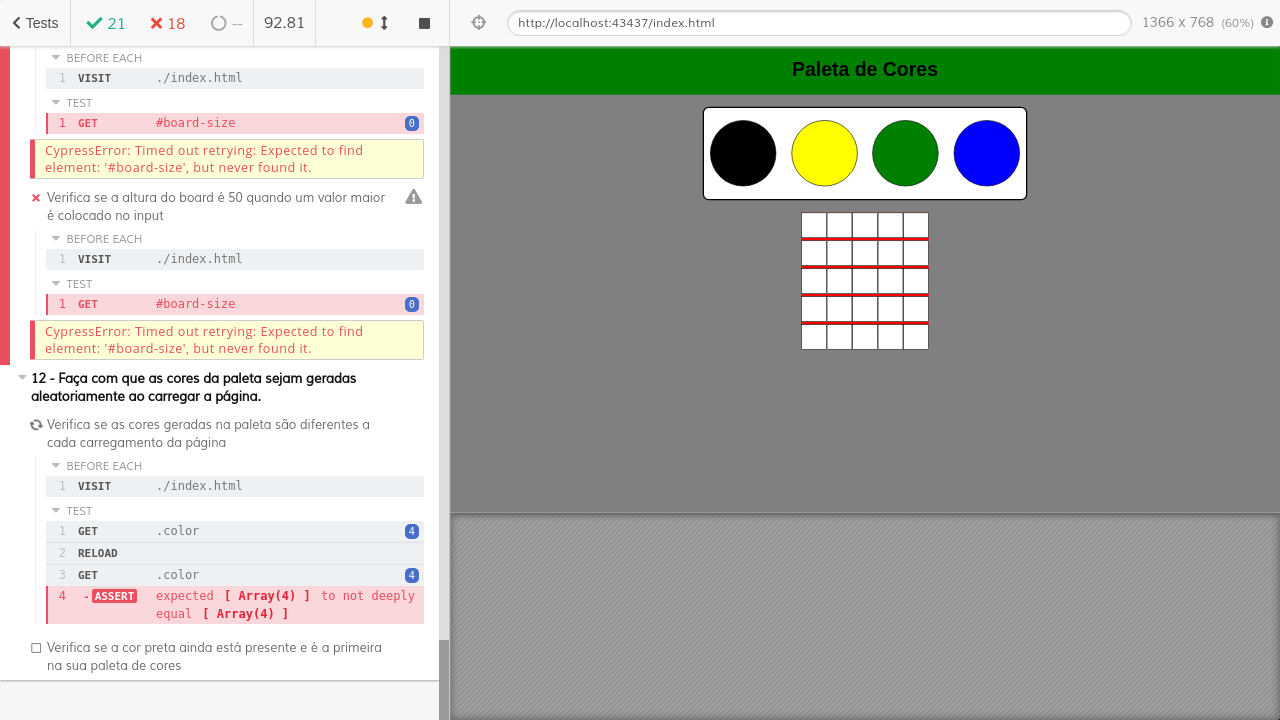 Tests 21 18 -- 92.81 http://localhost:43437/index.html 1366 x 768 (60%)
BEFORE EACH
1 VISIT ./index.html
TEST
1 GET #board-size 0
CypressError: Timed out retrying: Expected to find
element: '#board-size', but never found it.
Verifica se a altura do board é 50 quando um valor maior
é colocado no input
BEFORE EACH
1 VISIT ./index.html
TEST
1 GET #board-size 0
CypressError: Timed out retrying: Expected to find
element: '#board-size', but never found it.
12 - Faça com que as cores da paleta sejam geradas
aleatoriamente ao carregar a página.
Verifica se as cores geradas na paleta são diferentes a
cada carregamento da página
BEFORE EACH
1 VISIT ./index.html
TEST
1 GET .color 4
2 RELOAD
3 GET .color 4
4 -ASSERT expected [ Array(4) ] to not deeply
equal [ Array(4) ]
Verifica se a cor preta ainda está presente e é a primeira
na sua paleta de cores
Paleta de Cores